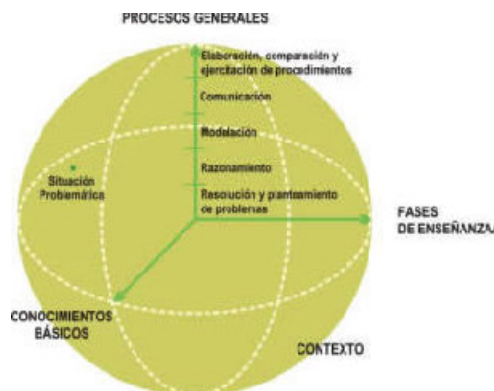 PROCESOS GENERALES
Elaboración, comparación y
ejercitación de procedimientos
Comunicación
Modelación
Razonamiento
Situación
Problemática
Resolución y planteamiento
de problemas
FASES
DE ENSEÑANZA
CONOCIMIENTOS
BÁSICOS
CONTEXTO